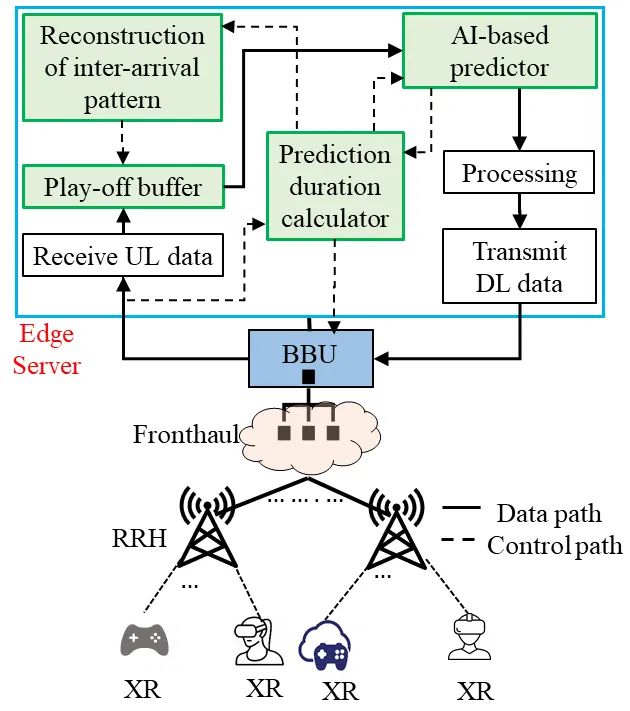 Reconstruction
of inter-arrival
pattern
AI-based
predictor
Play-off buffer
Prediction
duration
calculator
Processing
Receive UL data
Transmit
DL data
Edge
Server
BBU
Fronthaul
... ... . ...
RRH
...
...
Data path
Control path
XR
XR
XR
XR